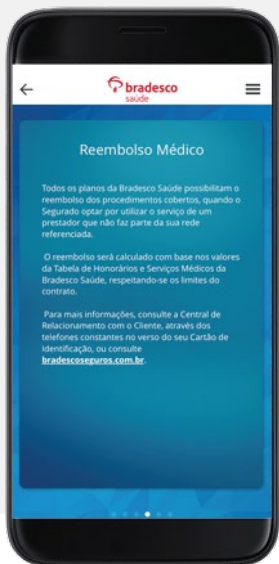 bradesco
saúde
Reembolso Médico
Todos os planos da Bradesco Saúde possibilitam o
reembolso dos procedimentos cobertos, quando o
Segurado optar por utilizar o serviço de um
prestador que não faz parte da sua rede
referenciada.
O reembolso será calculado com base nos valores
da Tabela de Honorários e Serviços Médicos da
Bradesco Saúde, respeitando-se os limites do
contrato.
Para mais informações, consulte a Central de
Relacionamento com o Cliente, através dos
telefones constantes no verso do seu Cartão de
Identificação, ou consulte
bradescoseguros.com.br.